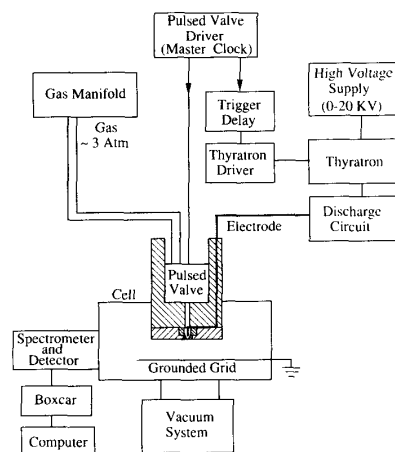 Pulsed Valve
Driver
(Master Clock)
High Voltage
Supply
(0-20 KV)
Gas Manifold
Trigger
Delay
Gas
~ 3 Atm
Thyratron
Driver
Thyratron
Discharge
Circuit
Electrode
Pulsed
Valve
Cell
Spectrometer
and
Detector
Grounded Grid
Boxcar
Vacuum
System
Computer